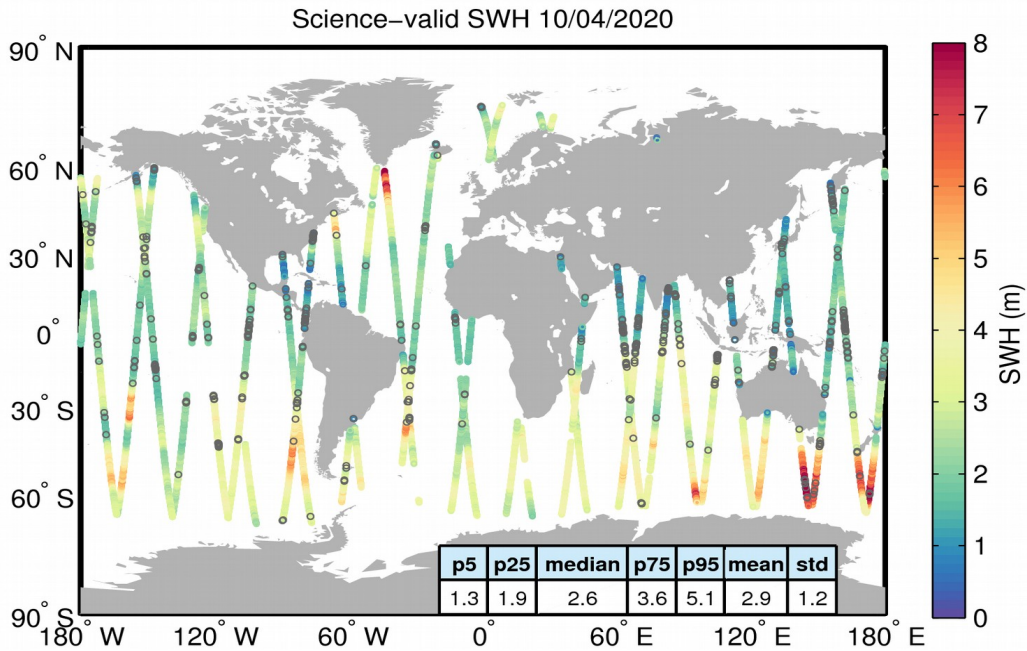 Science-valid SWH 10/04/2020
90° N
60° N
30° N
0°
30° S
60° S
90° S
180° W
120° W
60° W
0°
60° E
120° E
180° E
p5 p25 median p75 p95 mean std
1.3 1.9 2.6 3.6 5.1 2.9 1.2
8
7
6
5
4
3
2
1
0
SWH (m)